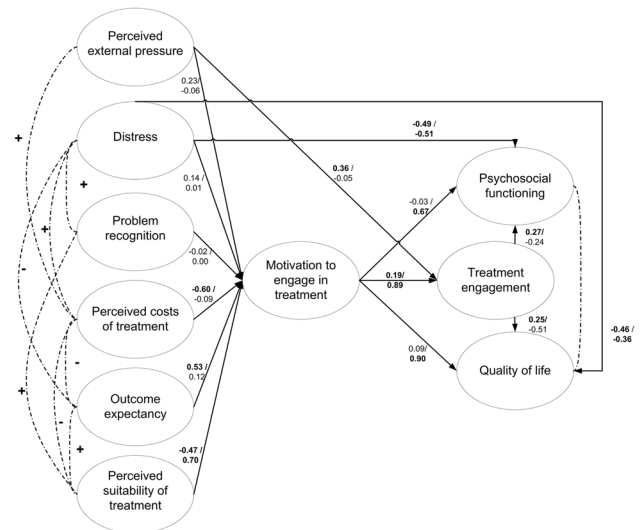 Perceived
external pressure
Distress
Problem
recognition
Perceived costs
of treatment
Outcome
expectancy
Perceived
suitability of
treatment
Motivation to
engage in
treatment
Psychosocial
functioning
Treatment
engagement
Quality of life
0.23/
-0.06
0.14 /
0.01
-0.02 /
0.00
-0.60 /
-0.09
0.53 /
0.12
-0.47 /
0.70
-0.49 /
-0.51
0.36 /
-0.05
-0.03 /
0.67
0.19/
0.89
0.09/
0.90
0.27/
-0.24
0.25/
-0.51
-0.46 /
-0.36
+
+
+
-
-
+
-
+